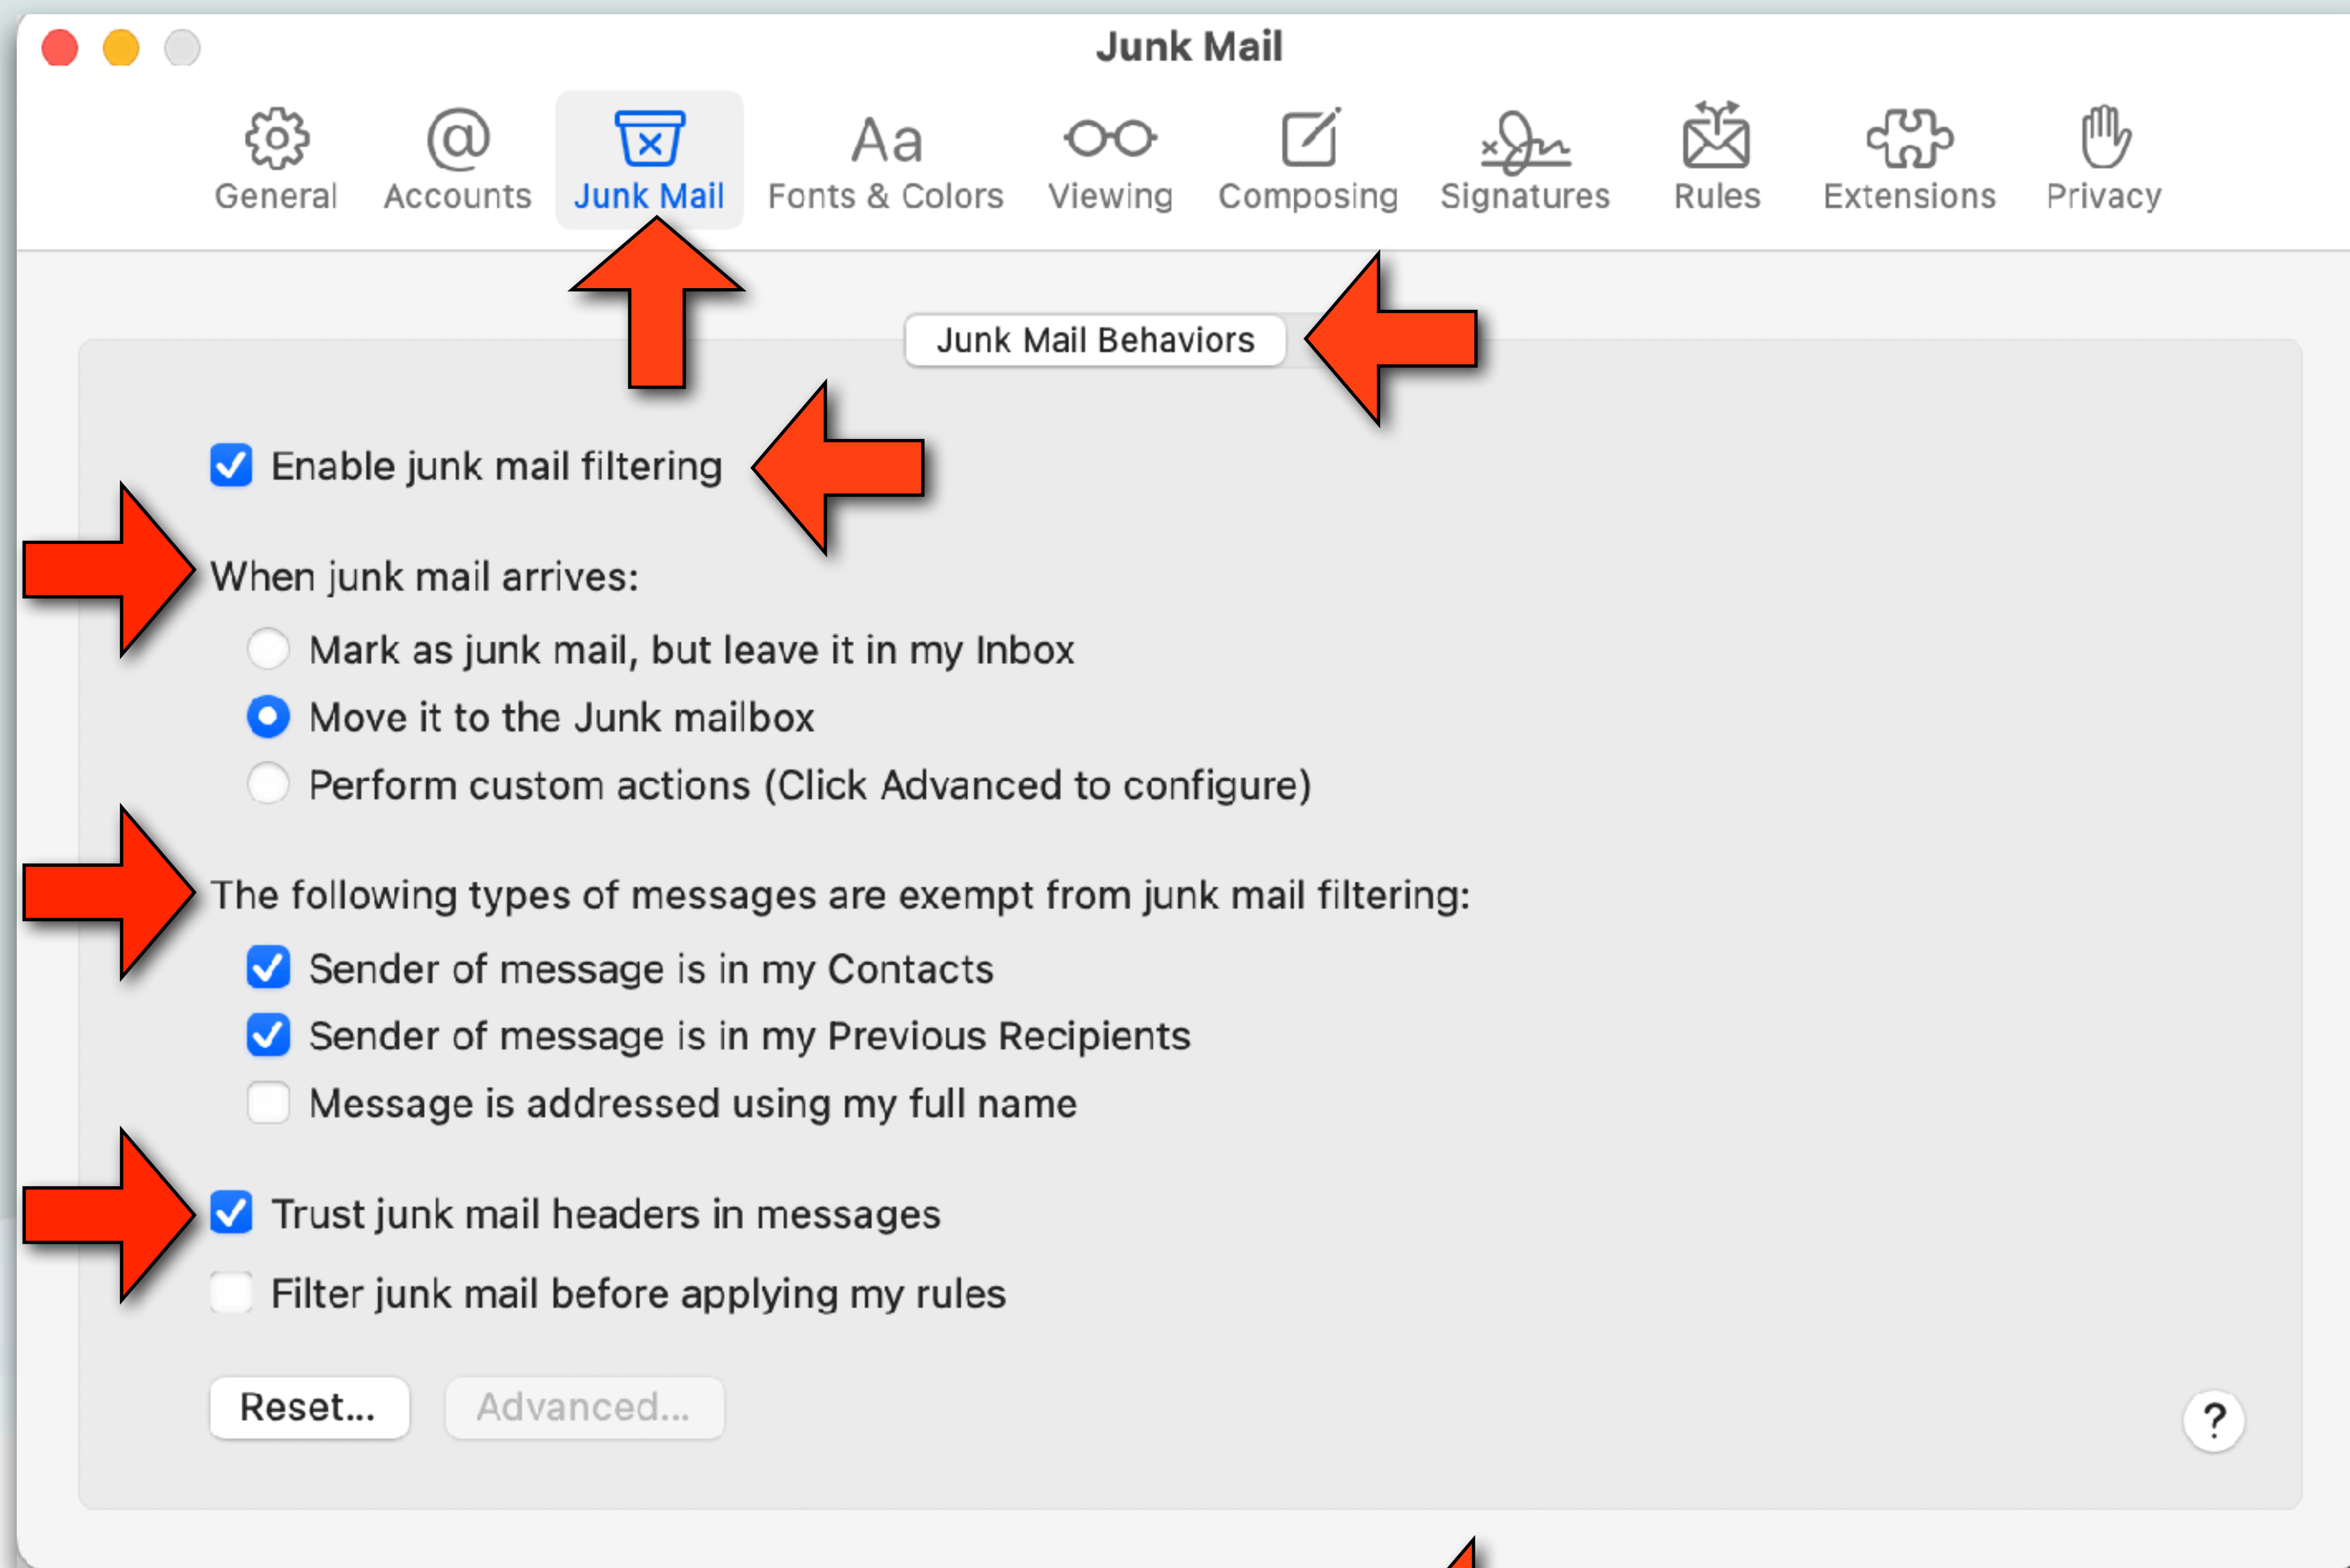 Junk Mail
General Accounts Junk Mail Fonts & Colors Viewing Composing Signatures Rules Extensions Privacy
Junk Mail Behaviors
Enable junk mail filtering
When junk mail arrives:
Mark as junk mail, but leave it in my Inbox
Move it to the Junk mailbox
Perform custom actions (Click Advanced to configure)
The following types of messages are exempt from junk mail filtering:
Sender of message is in my Contacts
Sender of message is in my Previous Recipients
Message is addressed using my full name
Trust junk mail headers in messages
Filter junk mail before applying my rules
Reset... Advanced... ?